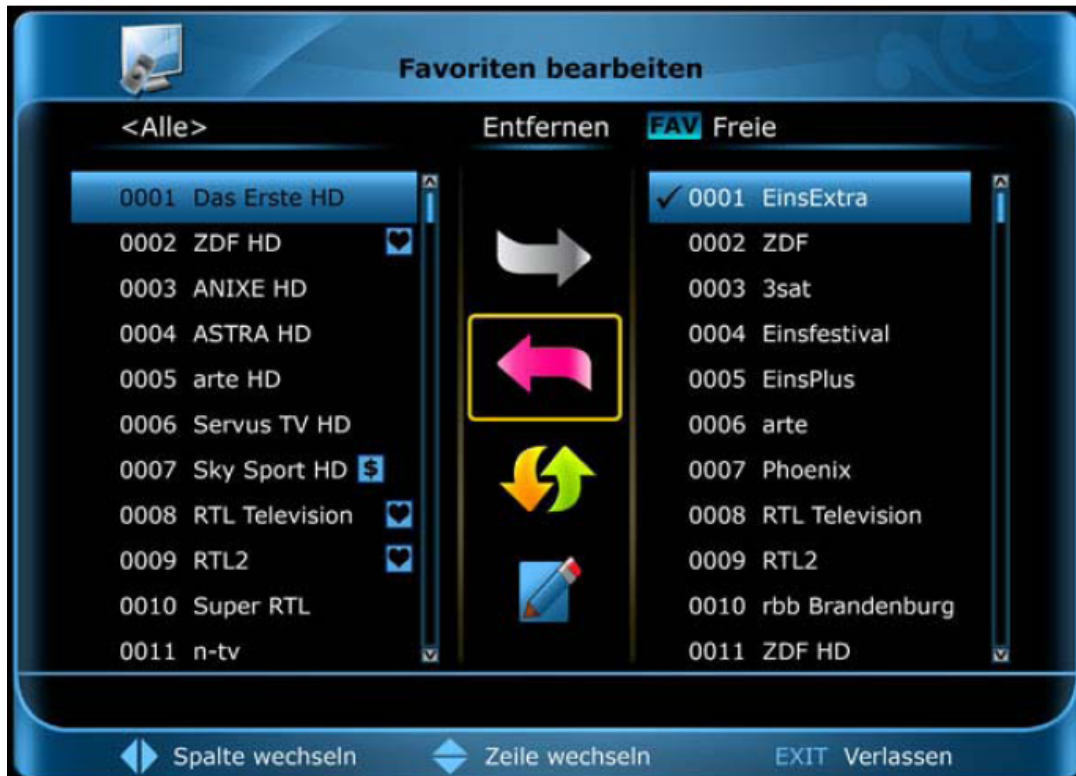 Favoriten bearbeiten
<Alle>
Entfernen
FAV Freie
0001 Das Erste HD
0002 ZDF HD
0003 ANIXE HD
0004 ASTRA HD
0005 arte HD
0006 Servus TV HD
0007 Sky Sport HD $
0008 RTL Television
0009 RTL2
0010 Super RTL
0011 n-tv
0001 EinsExtra
0002 ZDF
0003 3sat
0004 Einsfestival
0005 EinsPlus
0006 arte
0007 Phoenix
0008 RTL Television
0009 RTL2
0010 rbb Brandenburg
0011 ZDF HD
Spalte wechseln
Zeile wechseln
EXIT Verlassen